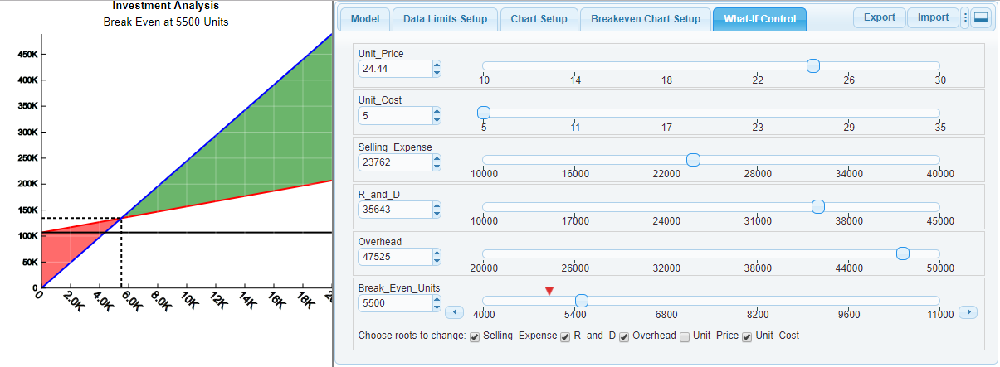 Investment Analysis
Break Even at 5500 Units
450K
400K
350K
300K
250K
200K
150K
100K
50K
0
0 2.0K 4.0K 6.0K 8.0K 10K 12K 14K 16K 18K
Model Data Limits Setup Chart Setup Breakeven Chart Setup What-If Control Export Import
Unit_Price
24.44
10 14 18 22 26 30
Unit_Cost
5
5 11 17 23 29 35
Selling_Expense
23762
10000 16000 22000 28000 34000 40000
R_and_D
35643
10000 17000 24000 31000 38000 45000
Overhead
47525
20000 26000 32000 38000 44000 50000
Break_Even_Units
5500
4000 5400 6800 8200 9600 11000
Choose roots to change: Selling_Expense R_and_D Overhead Unit_Price Unit_Cost